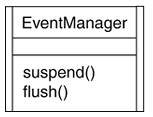 EventManager
suspend()
flush()